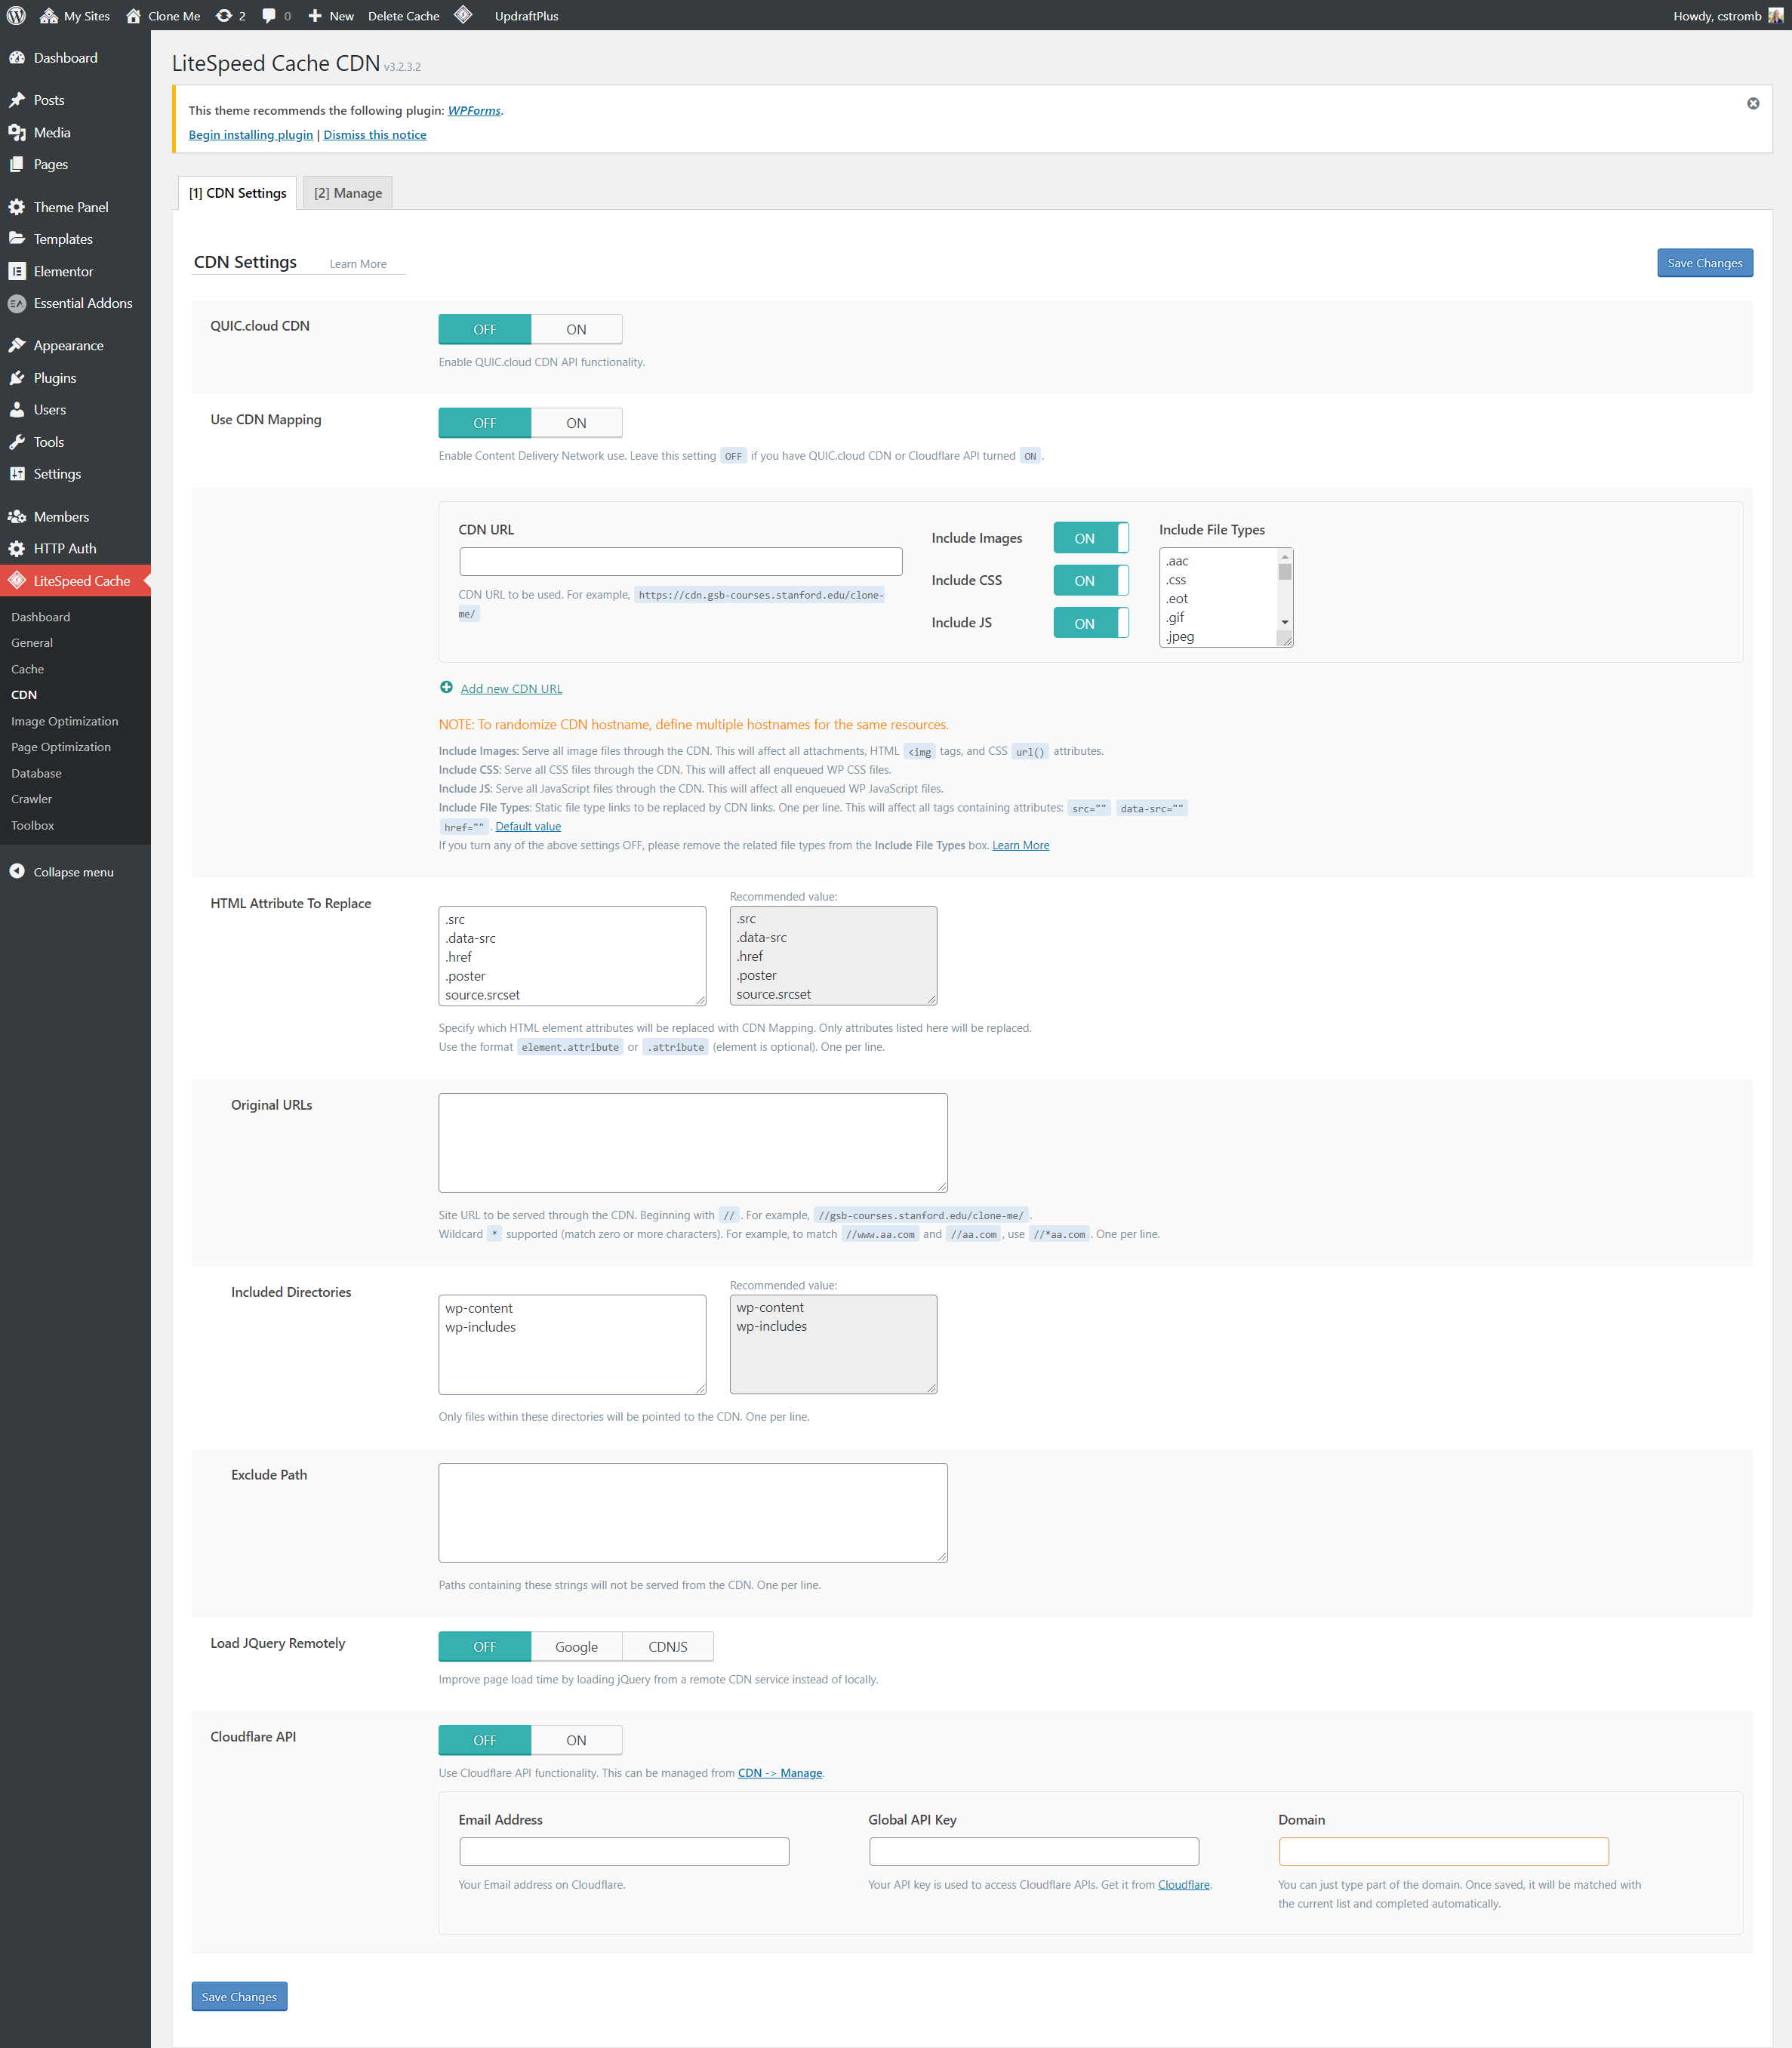 My Sites
Clone Me
2
0
New
Delete Cache
UpdraftPlus
Howdy, cstromb
Dashboard
Posts
Media
Pages
Theme Panel
Templates
Elementor
Essential Addons
Appearance
Plugins
Users
Tools
Settings
Members
HTTP Auth
LiteSpeed Cache
Dashboard
General
Cache
CDN
Image Optimization
Page Optimization
Database
Crawler
Toolbox
Collapse menu
LiteSpeed Cache CDN v3.2.3.2
This theme recommends the following plugin: WPForms.
Begin installing plugin | Dismiss this notice
[1] CDN Settings
[2] Manage
CDN Settings
Learn More
Save Changes
QUIC.cloud CDN
OFF ON
Enable QUIC.cloud CDN API functionality.
Use CDN Mapping
OFF ON
Enable Content Delivery Network use. Leave this setting OFF if you have QUIC.cloud CDN or Cloudflare API turned ON .
CDN URL
CDN URL to be used. For example, https://cdn.gsb-courses.stanford.edu/clone-
me/
Include Images ON
Include CSS ON
Include JS ON
Include File Types
.aac
.css
.eot
.gif
.jpeg
Add new CDN URL
NOTE: To randomize CDN hostname, define multiple hostnames for the same resources.
Include Images: Serve all image files through the CDN. This will affect all attachments, HTML <img tags, and CSS url() attributes.
Include CSS: Serve all CSS files through the CDN. This will affect all enqueued WP CSS files.
Include JS: Serve all JavaScript files through the CDN. This will affect all enqueued WP JavaScript files.
Include File Types: Static file type links to be replaced by CDN links. One per line. This will affect all tags containing attributes: src="" data-src=""
href="" . Default value
If you turn any of the above settings OFF, please remove the related file types from the Include File Types box. Learn More
HTML Attribute To Replace
.src
.data-src
.href
.poster
source.srcset
Recommended value:
.src
.data-src
.href
.poster
source.srcset
Specify which HTML element attributes will be replaced with CDN Mapping. Only attributes listed here will be replaced.
Use the format element.attribute or .attribute (element is optional). One per line.
Original URLs
Site URL to be served through the CDN. Beginning with // . For example, //gsb-courses.stanford.edu/clone-me/ .
Wildcard * supported (match zero or more characters). For example, to match //www.aa.com and //aa.com , use //*aa.com . One per line.
Included Directories
wp-content
wp-includes
Recommended value:
wp-content
wp-includes
Only files within these directories will be pointed to the CDN. One per line.
Exclude Path
Paths containing these strings will not be served from the CDN. One per line.
Load JQuery Remotely
OFF Google CDNJS
Improve page load time by loading jQuery from a remote CDN service instead of locally.
Cloudflare API
OFF ON
Use Cloudflare API functionality. This can be managed from CDN -> Manage.
Email Address
Your Email address on Cloudflare.
Global API Key
Your API key is used to access Cloudflare APIs. Get it from Cloudflare.
Domain
You can just type part of the domain. Once saved, it will be matched with
the current list and completed automatically.
Save Changes